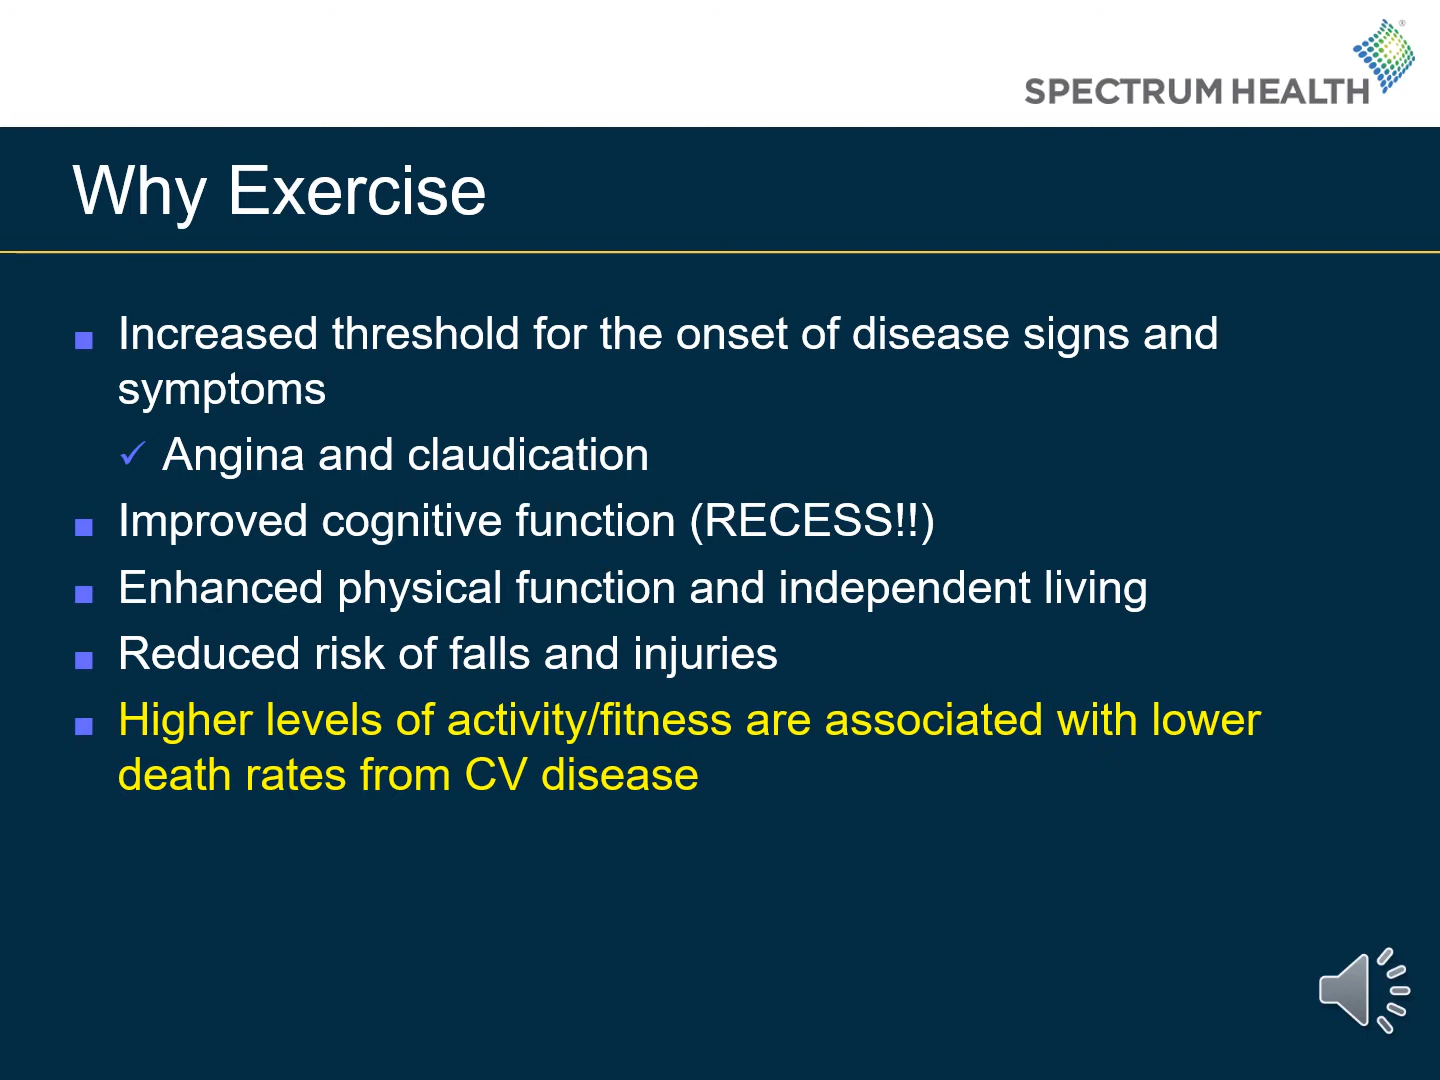 SPECTRUM HEALTH®
Why Exercise
Increased threshold for the onset of disease signs and
symptoms
Angina and claudication
Improved cognitive function (RECESS!!)
Enhanced physical function and independent living
Reduced risk of falls and injuries
Higher levels of activity/fitness are associated with lower
death rates from CV disease